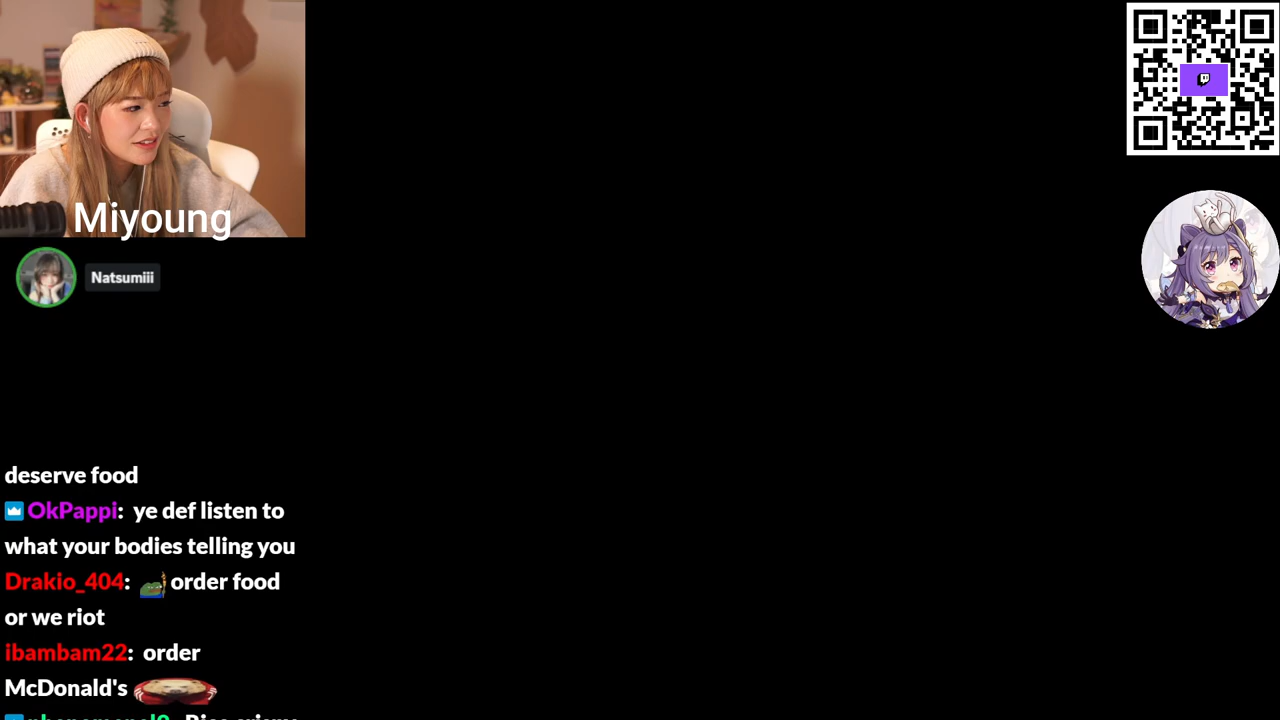 Miyoung
Natsumiii
deserve food
OkPappi: ye def listen to
what your bodies telling you
Drakio_404: order food
or we riot
ibambam22: order
McDonald's